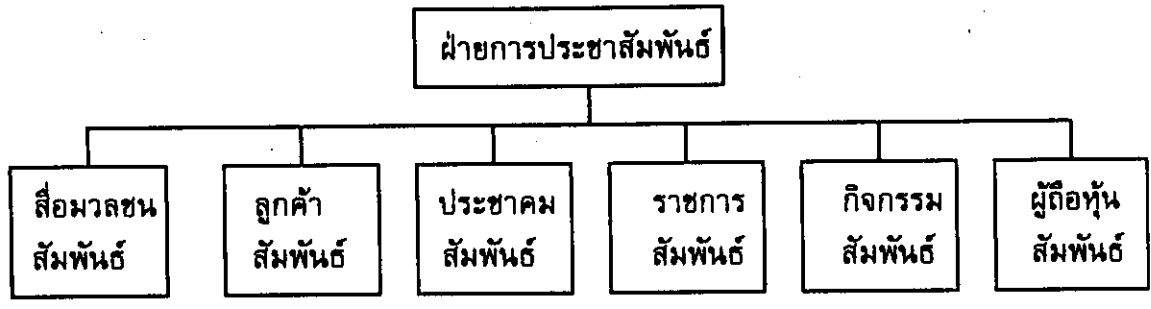 ฝ่ายการประชาสัมพันธ์
สื่อมวลชน
สัมพันธ์
ลูกค้า
สัมพันธ์
ประชาคม
สัมพันธ์
ราชการ
สัมพันธ์
กิจกรรม
สัมพันธ์
ผู้ถือหุ้น
สัมพันธ์